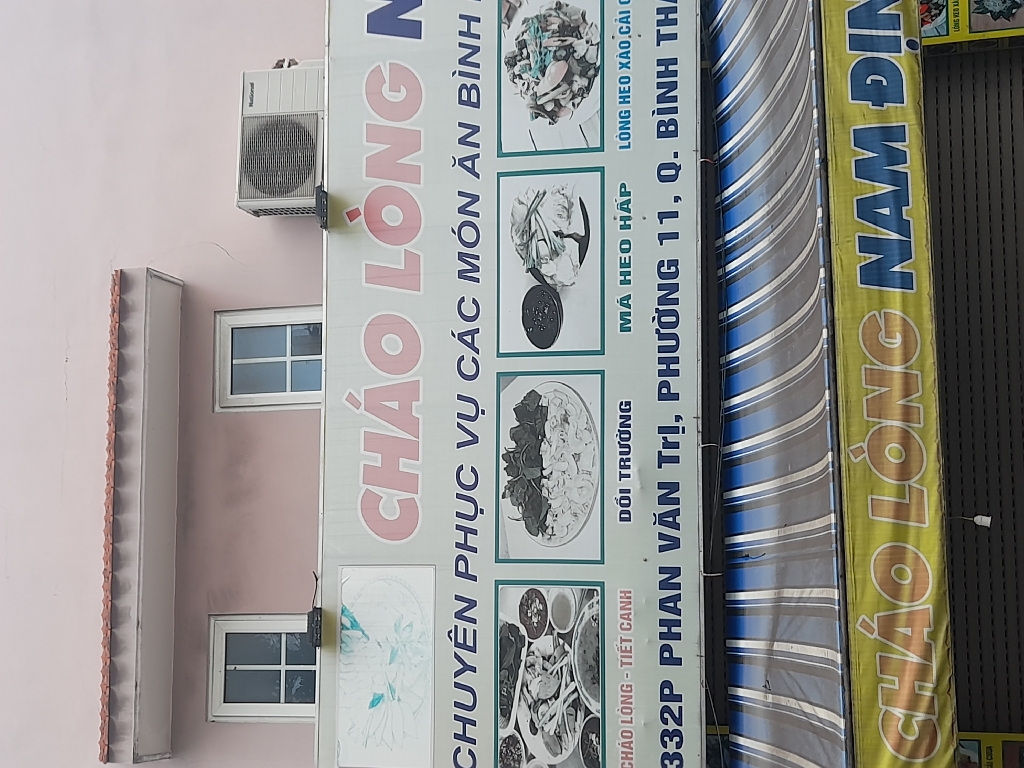 CHÁO LÒNG
CHUYÊN PHỤC VỤ CÁC MÓN ĂN BÌNH
CHÁO LÒNG - TIẾT CANH
DỒI TRƯỜNG
MÁ HEO HẤP
LÒNG HEO XÀO CẢI
332P PHAN VĂN TRỊ, PHƯỜNG 11, Q. BÌNH THẠ
CHÁO LÒNG NAM ĐỊN
National